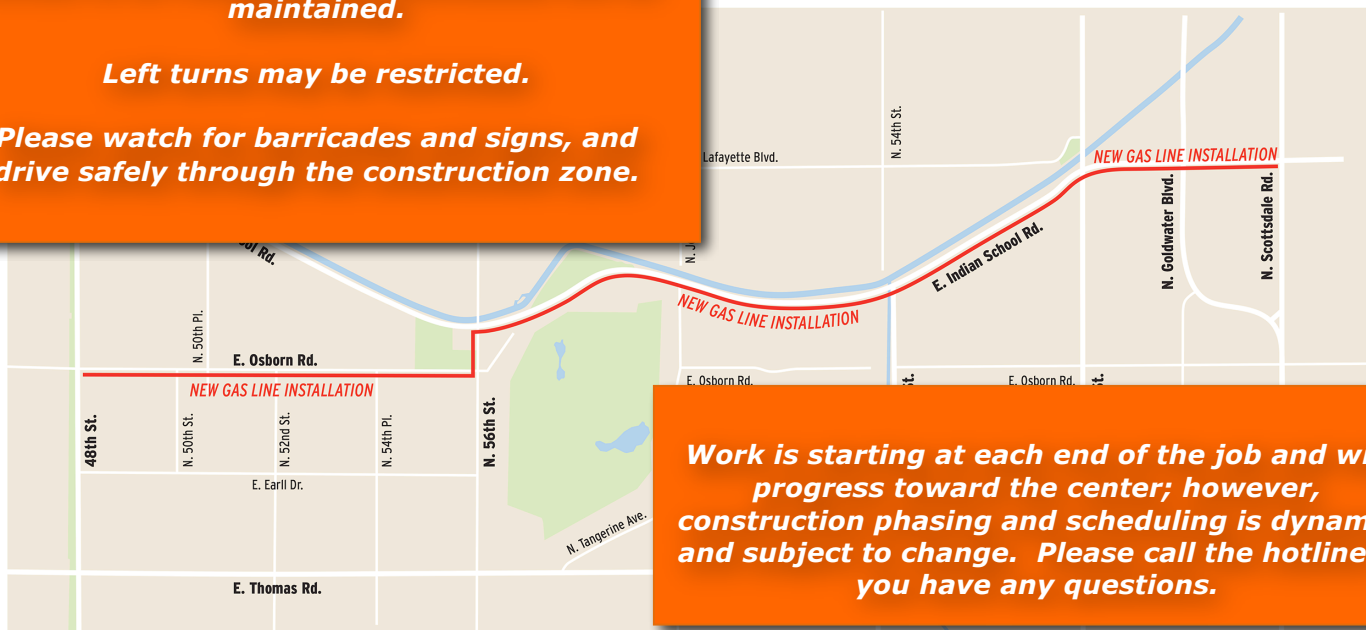 maintained.
Left turns may be restricted.
Please watch for barricades and signs, and
drive safely through the construction zone.
Lafayette Blvd.
N. 54th St.
NEW GAS LINE INSTALLATION
N. Goldwater Blvd.
N. Scottsdale Rd.
E. Indian School Rd.
Rd.
N.
NEW GAS LINE INSTALLATION
N. 50th Pl.
E. Osborn Rd.
NEW GAS LINE INSTALLATION
E. Osborn Rd.
St.
E. Osborn Rd.
St.
48th St.
N. 50th St.
N. 52nd St.
N. 54th Pl.
N. 56th St.
E. Earll Dr.
N. Tangerine Ave.
E. Thomas Rd.
Work is starting at each end of the job and
progress toward the center; however,
construction phasing and scheduling is
and subject to change. Please call the hotline
you have any questions.